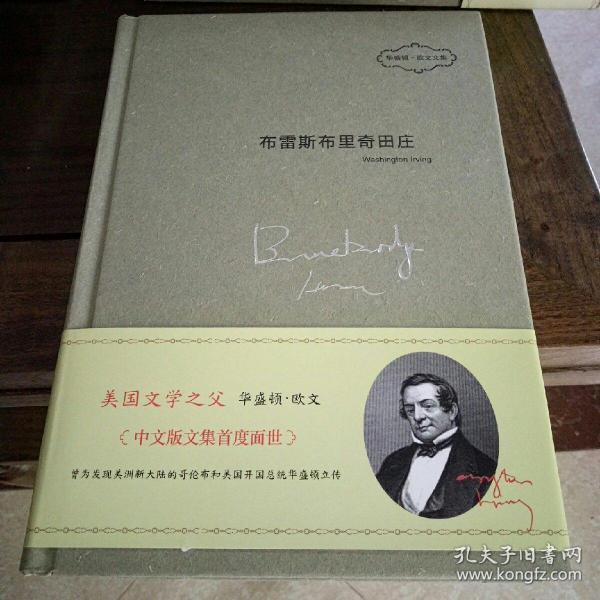 华盛顿·欧文文集
布雷斯布里奇田庄
Washington Irving
美国文学之父 华盛顿·欧文
中文版文集首度面世
曾为发现美洲新大陆的哥伦布和美国开国总统华盛顿立传
孔夫子旧书网
www.kongfz.com